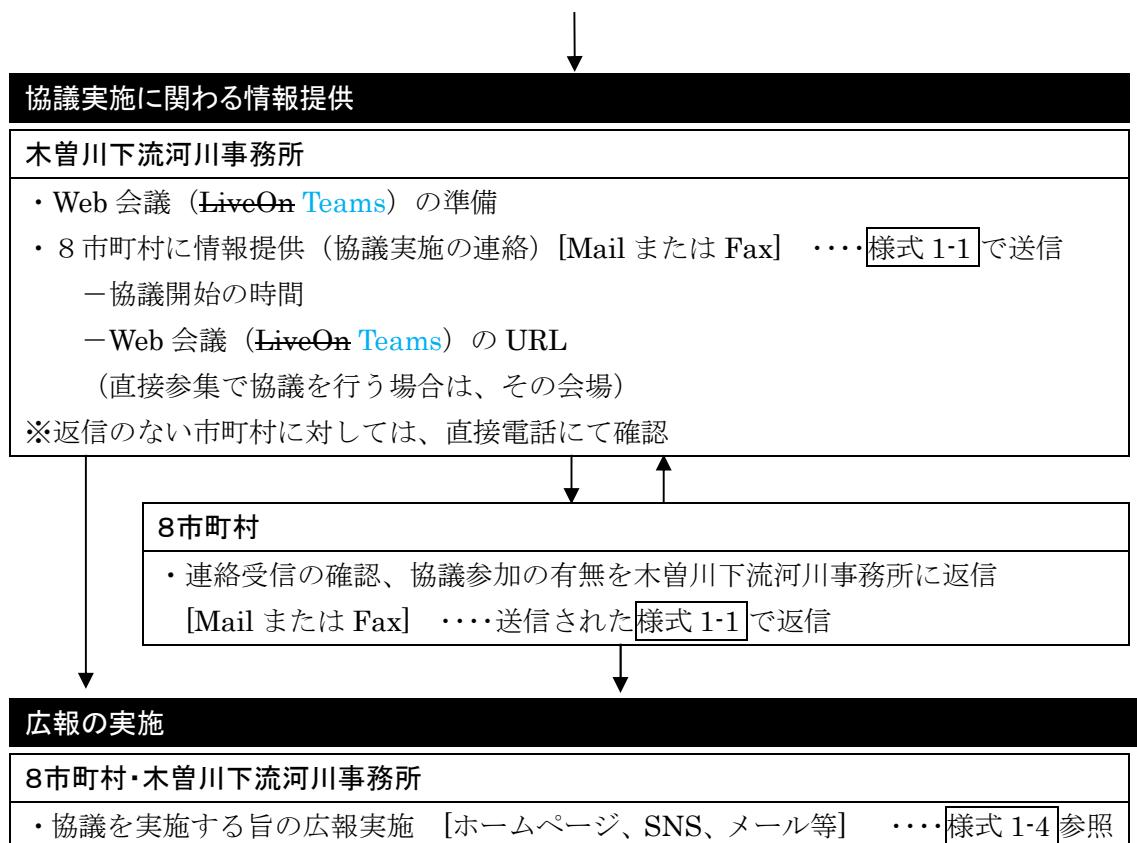 協議実施に関わる情報提供
木曽川下流河川事務所
・Web 会議（LiveOn Teams）の準備
・８市町村に情報提供（協議実施の連絡）[Mail または Fax]　‥‥様式 1-1 で送信
－協議開始の時間
－Web 会議（LiveOn Teams）の URL
（直接参集で協議を行う場合は、その会場）
※返信のない市町村に対しては、直接電話にて確認
８市町村
・連絡受信の確認、協議参加の有無を木曽川下流河川事務所に返信
[Mail または Fax]　‥‥送信された様式 1-1 で返信
広報の実施
８市町村・木曽川下流河川事務所
・協議を実施する旨の広報実施　[ホームページ、SNS、メール等]　‥‥様式 1-4 参照